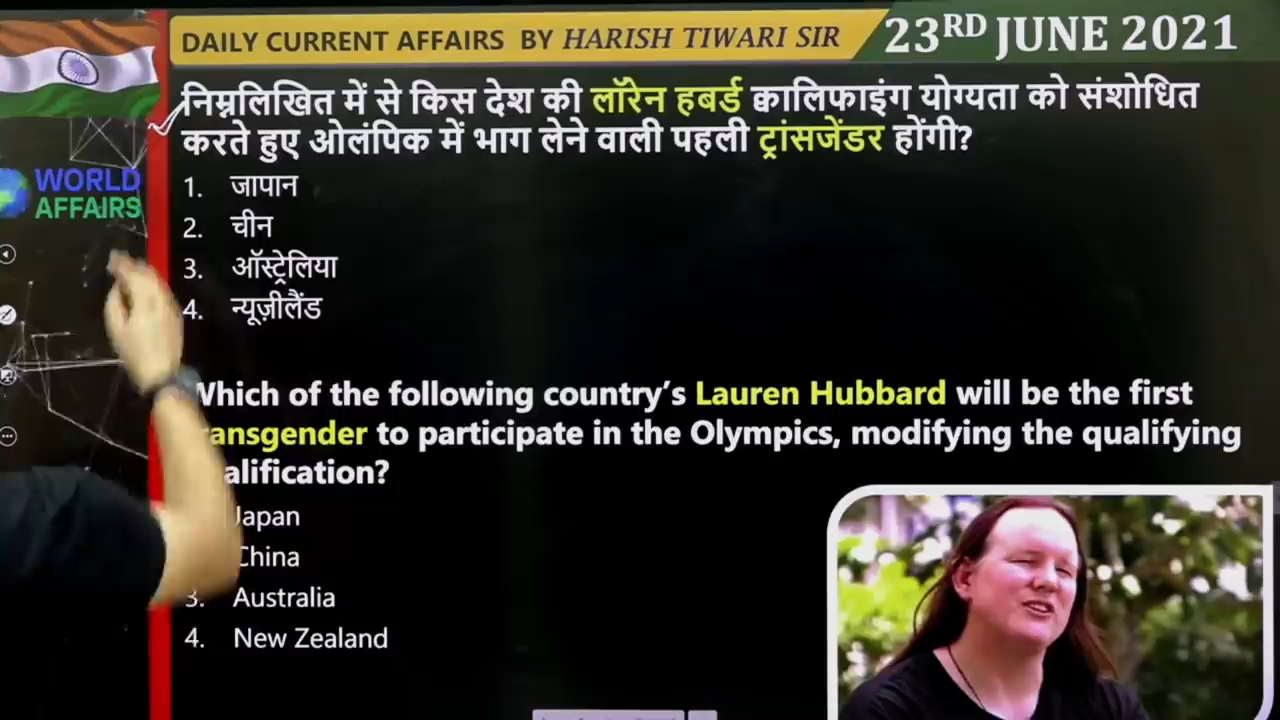 DAILY CURRENT AFFAIRS BY HARISH TIWARI SIR
23RD JUNE 2021
निम्नलिखित में से किस देश की लॉरेन हबर्ड क्वालिफाइंग योग्यता को संशोधित
करते हुए ओलंपिक में भाग लेने वाली पहली ट्रांसजेंडर होंगी?
WORLD
AFFAIRS
1. जापान
2. चीन
3. ऑस्ट्रेलिया
4. न्यूज़ीलैंड
Which of the following country’s Lauren Hubbard will be the first
ansgender to participate in the Olympics, modifying the qualifying
alification?
Japan
China
3. Australia
4. New Zealand